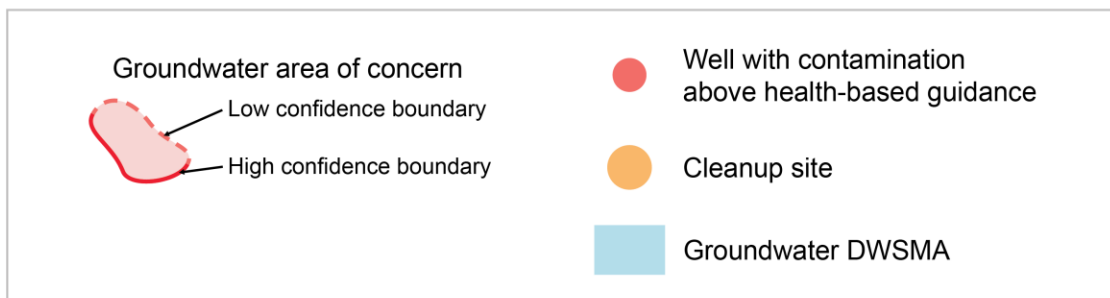 Groundwater area of concern
Low confidence boundary
High confidence boundary
Well with contamination
above health-based guidance
Cleanup site
Groundwater DWSMA